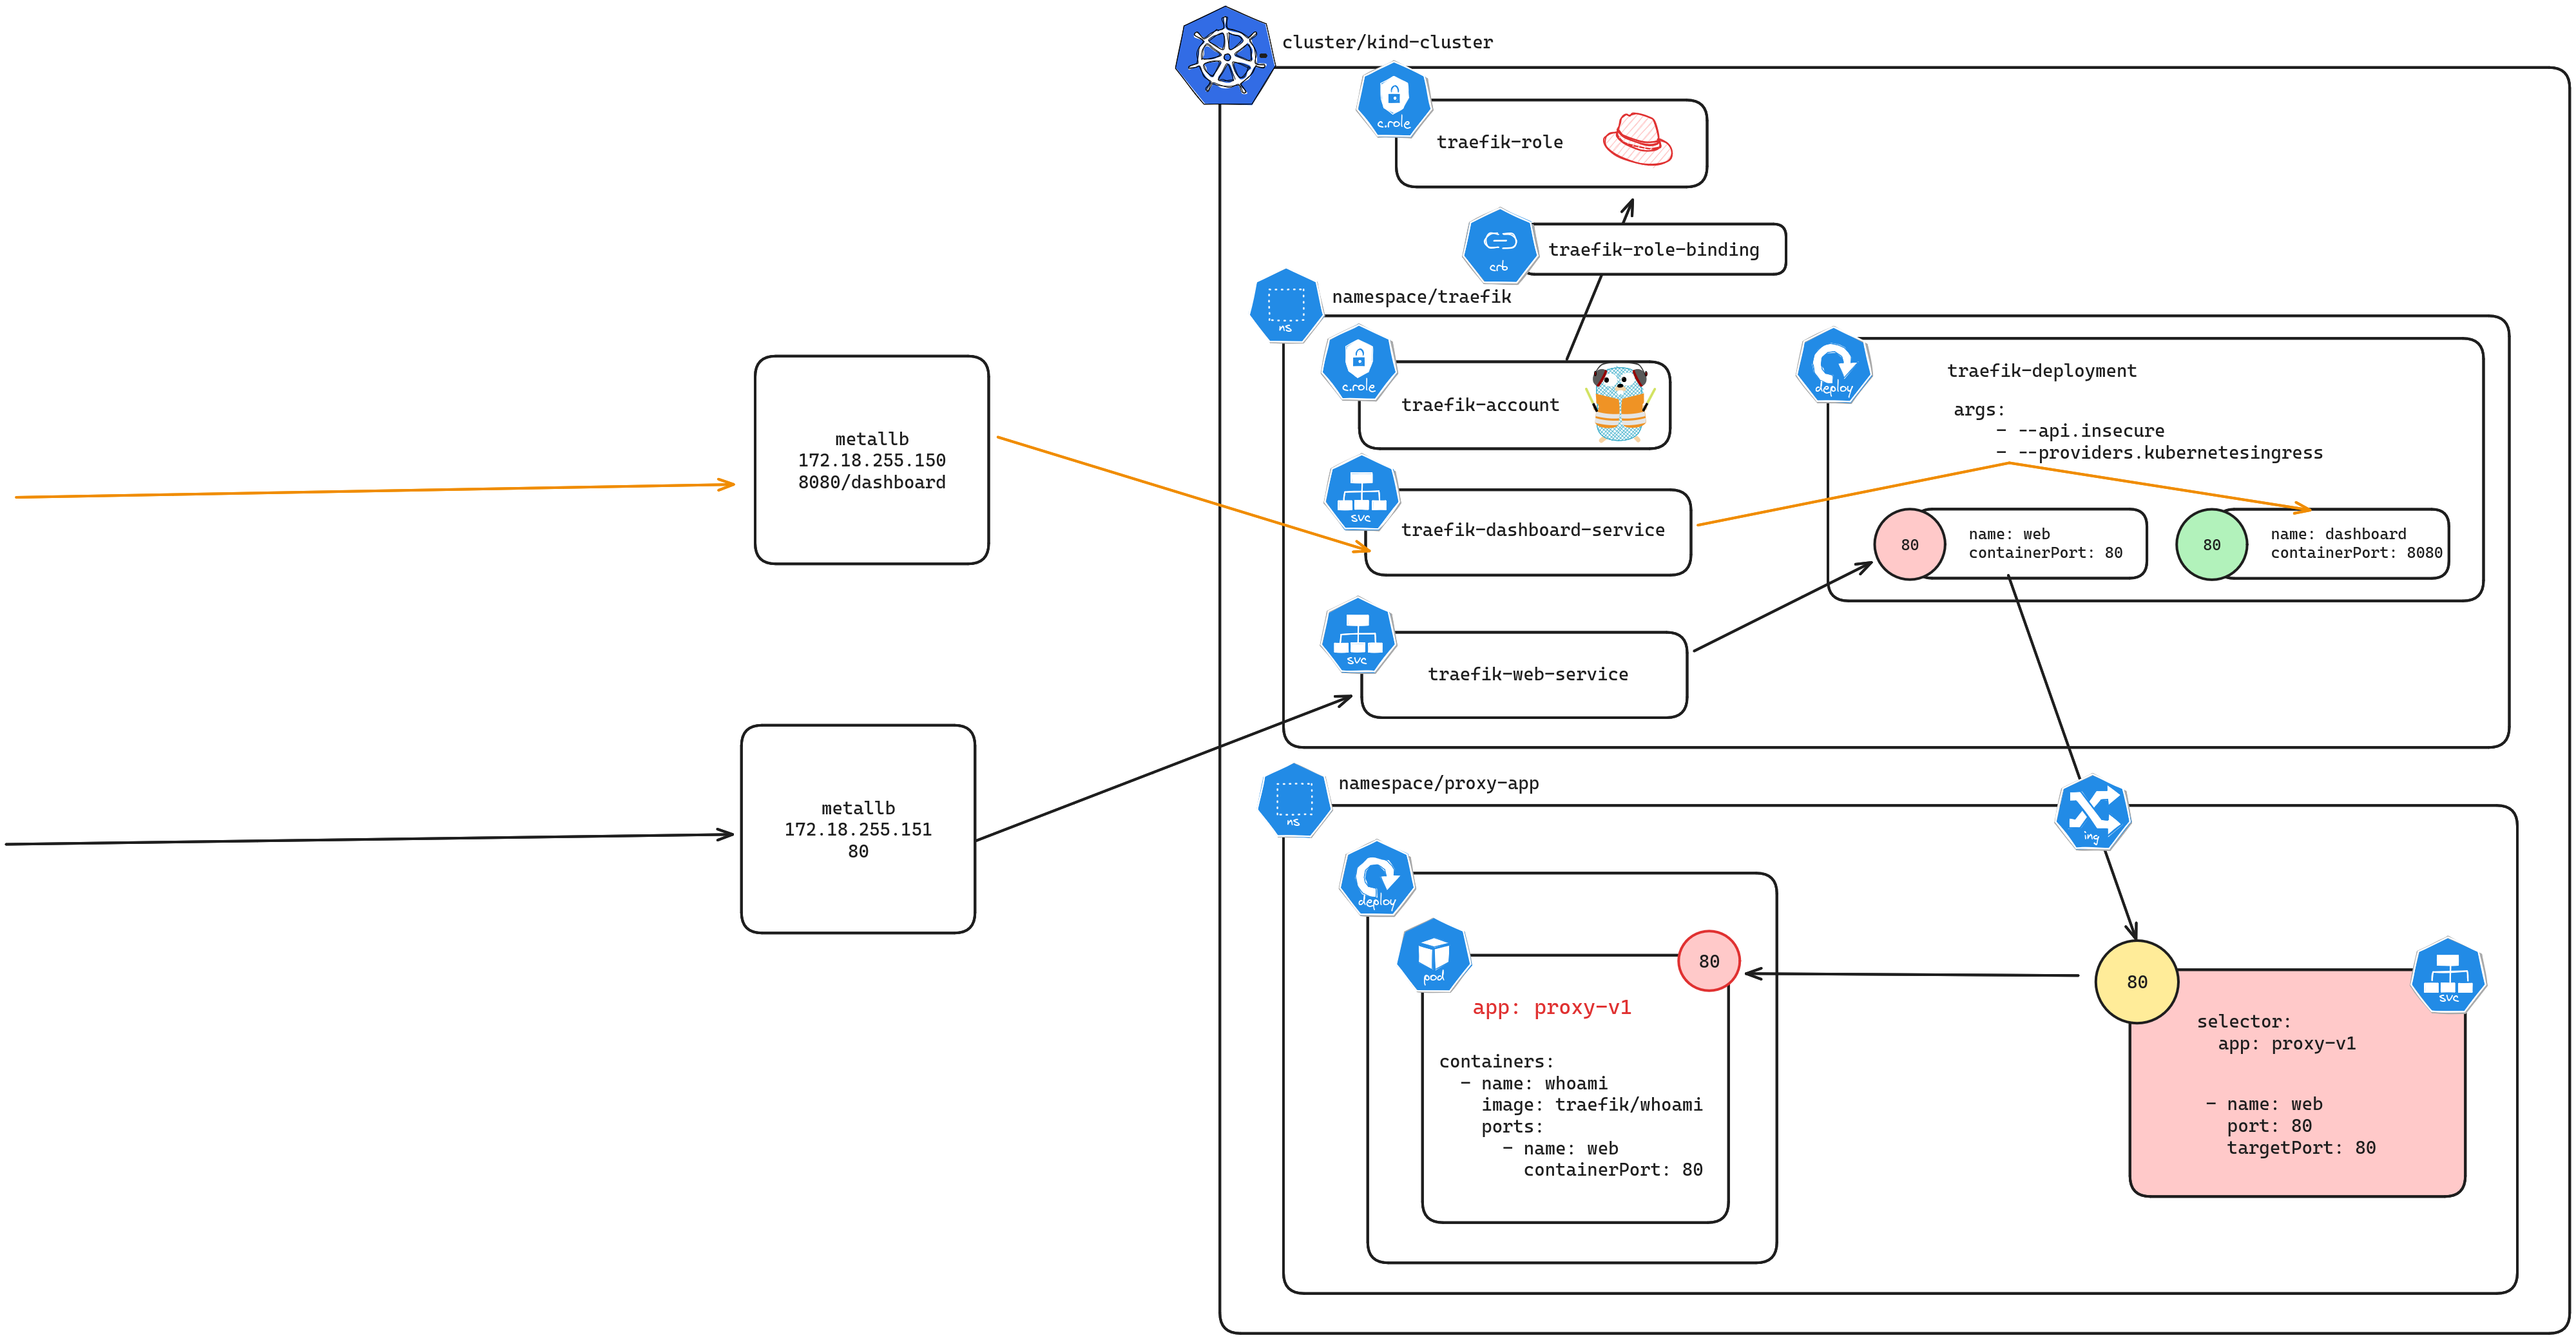 cluster/kind-cluster
c.role
traefik-role
crb
traefik-role-binding
ns
namespace/traefik
c.role
traefik-account
deploy
traefik-deployment
args:
- --api.insecure
- --providers.kubernetesingress
metallb
172.18.255.150
8080/dashboard
svc
traefik-dashboard-service
80
name: web
containerPort: 80
80
name: dashboard
containerPort: 8080
svc
traefik-web-service
metallb
172.18.255.151
80
ns
namespace/proxy-app
ing
deploy
pod
80
app: proxy-v1
containers:
- name: whoami
image: traefik/whoami
ports:
- name: web
containerPort: 80
80
svc
selector:
app: proxy-v1
- name: web
port: 80
targetPort: 80